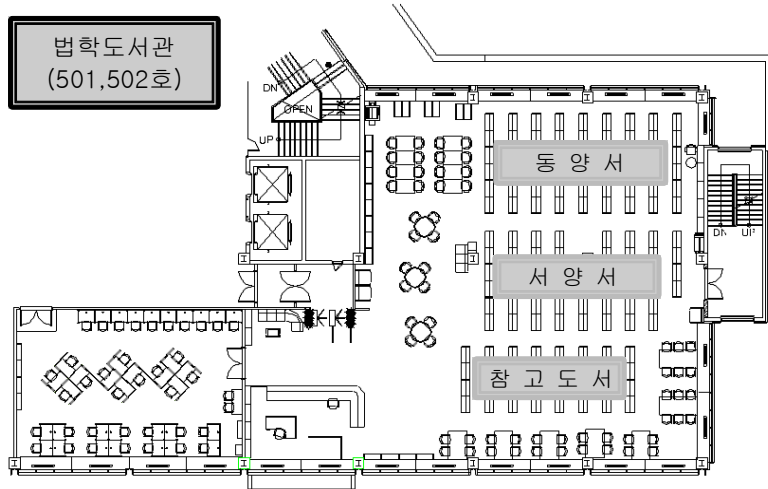 법학도서관
(501,502호)
DN
OPEN
UP
동 양 서
서 양 서
참 고 도 서
DN UP